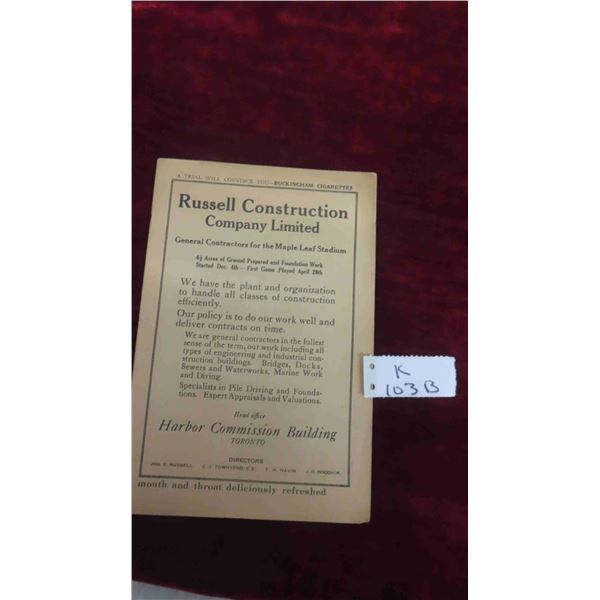 A TRIAL WILL CONVINCE YOU—BUCKINGHAM CIGARETTES
Russell Construction
Company Limited
General Contractors for the Maple Leaf Stadium
4½ Acres of Ground Prepared and Foundation Work
Started Dec. 4th — First Game Played April 28th
We have the plant and organization
to handle all classes of construction
efficiently.
Our policy is to do our work well and
deliver contracts on time.
We are general contractors in the fullest
sense of the term, our work including all
types of engineering and industrial con-
struction buildings. Bridges, Docks,
Sewers and Waterworks, Marine Work
and Diving.
Specialists in Pile Driving and Founda-
tions. Expert Appraisals and Valuations.
Head office
Harbor Commission Building
TORONTO
DIRECTORS
JOS. E. RUSSELL. C. J. TOWNSEND, C.E.
mouth and throat deliciously refreshed
K
103B